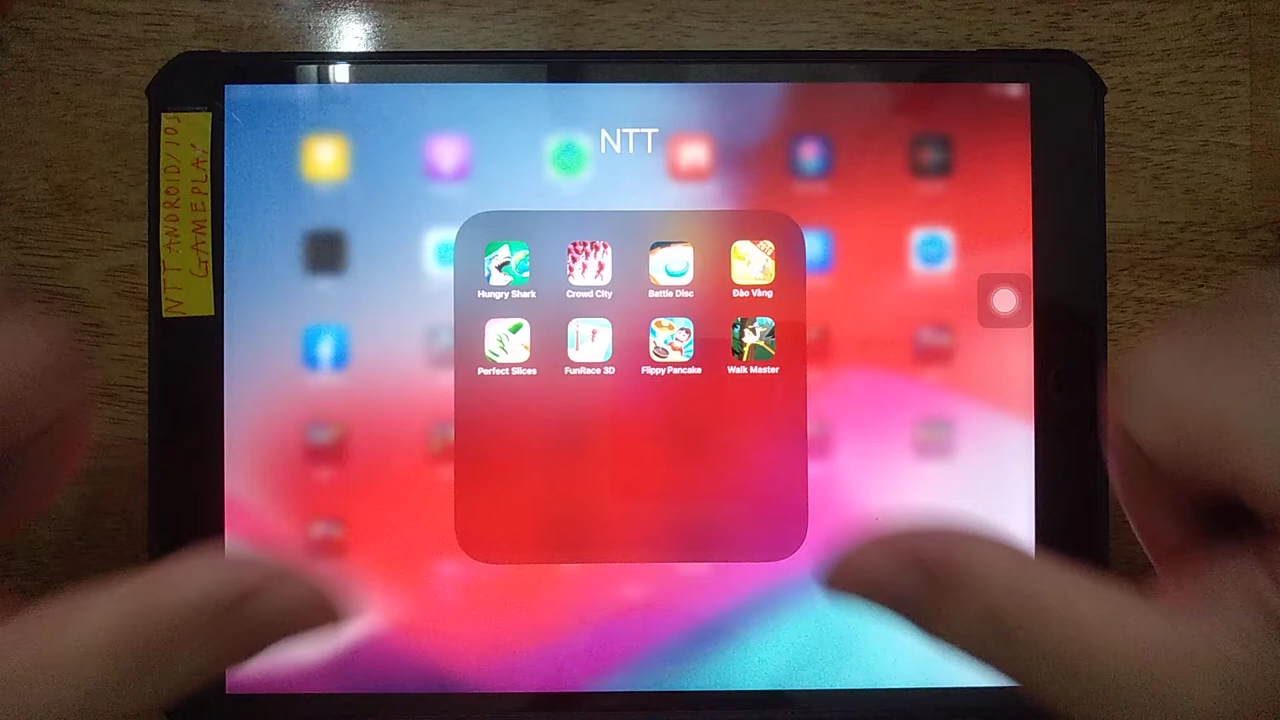 NTT ANDROID/IOS
GAMEPLAY
NTT
Hungry Shark
Crowd City
Battle Disc
Đào Vàng
Perfect Slices
FunRace 3D
Flippy Pancake
Walk Master